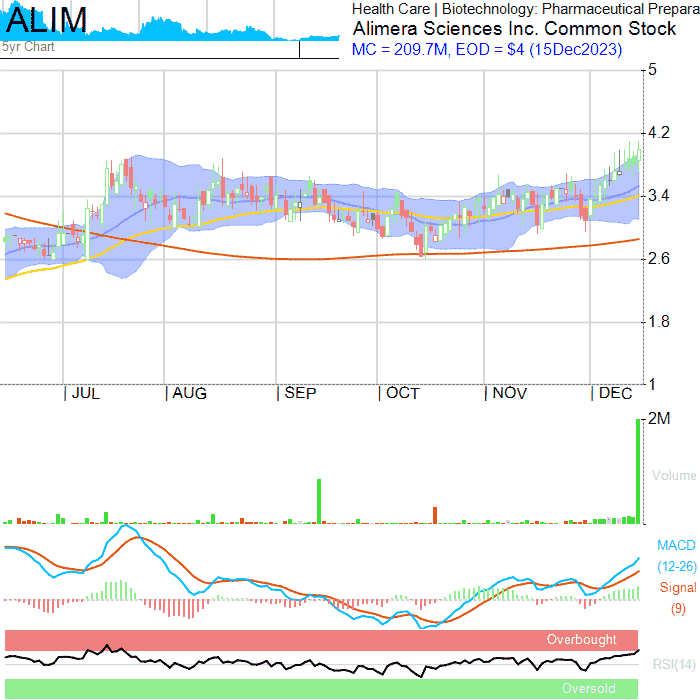 ALIM
5yr Chart
Health Care | Biotechnology: Pharmaceutical Prepara
Alimera Sciences Inc. Common Stock
MC = 209.7M, EOD = $4 (15Dec2023)
5
4.2
3.4
2.6
1.8
1
| JUL | AUG | SEP | OCT | NOV | DEC
2M
Volume
MACD
(12-26)
Signal
(9)
Overbought
RSI(14)
Oversold